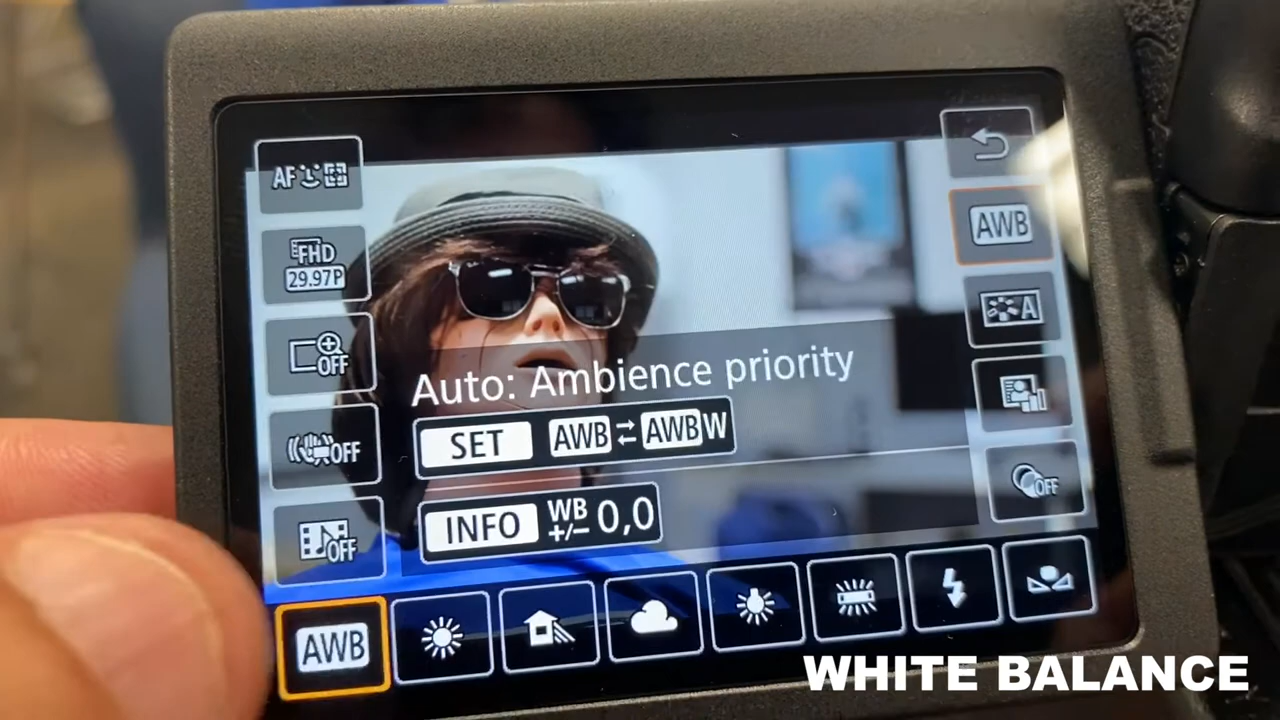 AF
FHD
29.97P
OFF
OFF
OFF
AWB
A
OFF
Auto: Ambience priority
SET AWB AWBW
INFO WB +/- 0,0
AWB
WHITE BALANCE